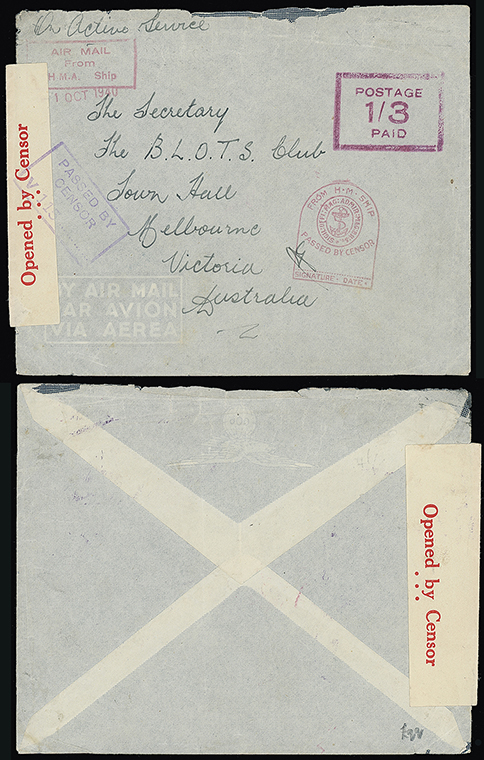 On Active Service
AIR MAIL
From
H M.A. Ship
1 OCT 1940
POSTAGE
1/3
PAID
The Secretary
The B.L.O.T.S. Club
Town Hall
Melbourne
Victoria
Australia
Opened by Censor
PASSED BY
CENSOR
V.113
FROM H·M·SHIP
PASSED BY CENSOR
SIGNATURE · DATE
BY AIR MAIL
PAR AVION
VIA AEREA
2
Opened by Censor